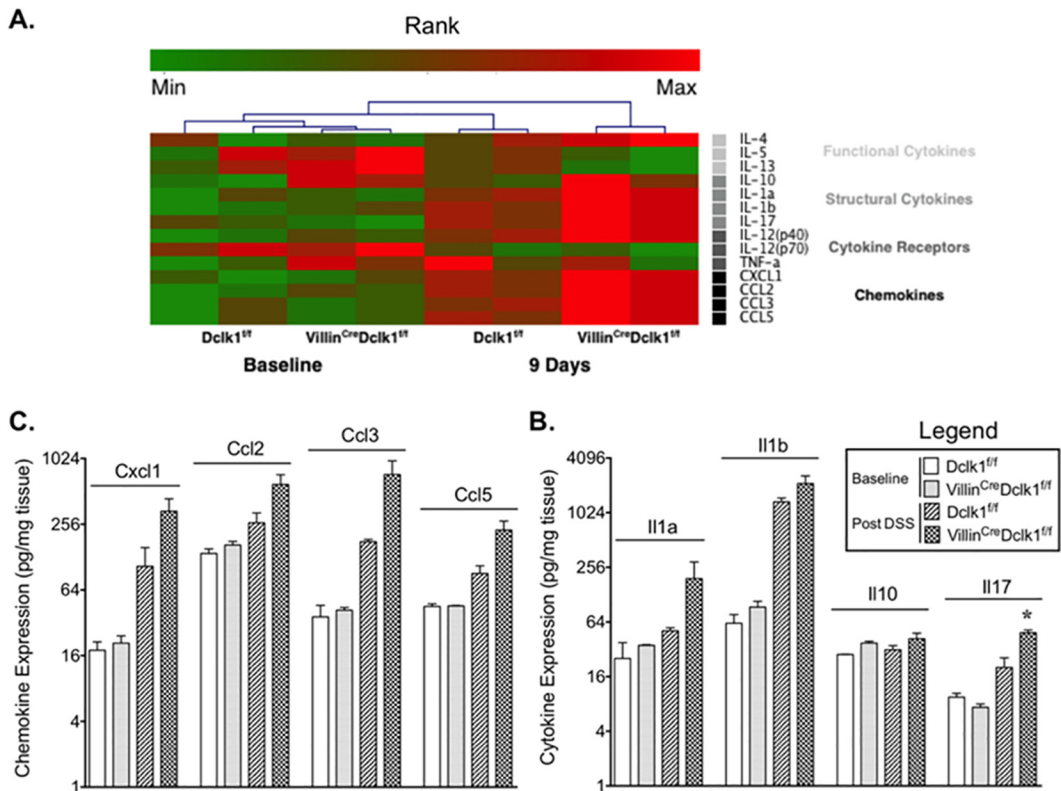 A.
Rank
Min
Max
IL-4
IL-5
IL-13
IL-10
IL-1a
IL-1b
IL-17
IL-12(p40)
IL-12(p70)
TNF-a
CXCL1
CCL2
CCL3
CCL5
Functional Cytokines
Structural Cytokines
Cytokine Receptors
Chemokines
Dclk1f/f
VillinCreDclk1f/f
Dclk1f/f
VillinCreDclk1f/f
Baseline
9 Days
C.
Chemokine Expression (pg/mg tissue)
1024
256
64
16
4
1
Cxcl1
Ccl2
Ccl3
Ccl5
B.
Cytokine Expression (pg/mg tissue)
4096
1024
256
64
16
4
1
Il1a
Il1b
Il10
Il17
*
Legend
Baseline
Dclk1f/f
VillinCreDclk1f/f
Post DSS
Dclk1f/f
VillinCreDclk1f/f